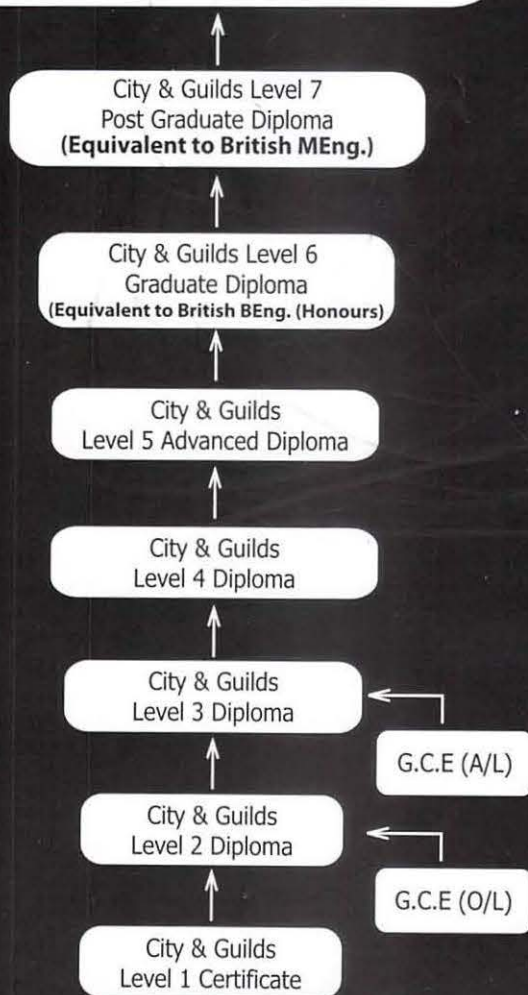 City & Guilds Level 7
Post Graduate Diploma
(Equivalent to British MEng.)
City & Guilds Level 6
Graduate Diploma
(Equivalent to British BEng. (Honours)
City & Guilds
Level 5 Advanced Diploma
City & Guilds
Level 4 Diploma
City & Guilds
Level 3 Diploma
G.C.E (A/L)
City & Guilds
Level 2 Diploma
G.C.E (O/L)
City & Guilds
Level 1 Certificate